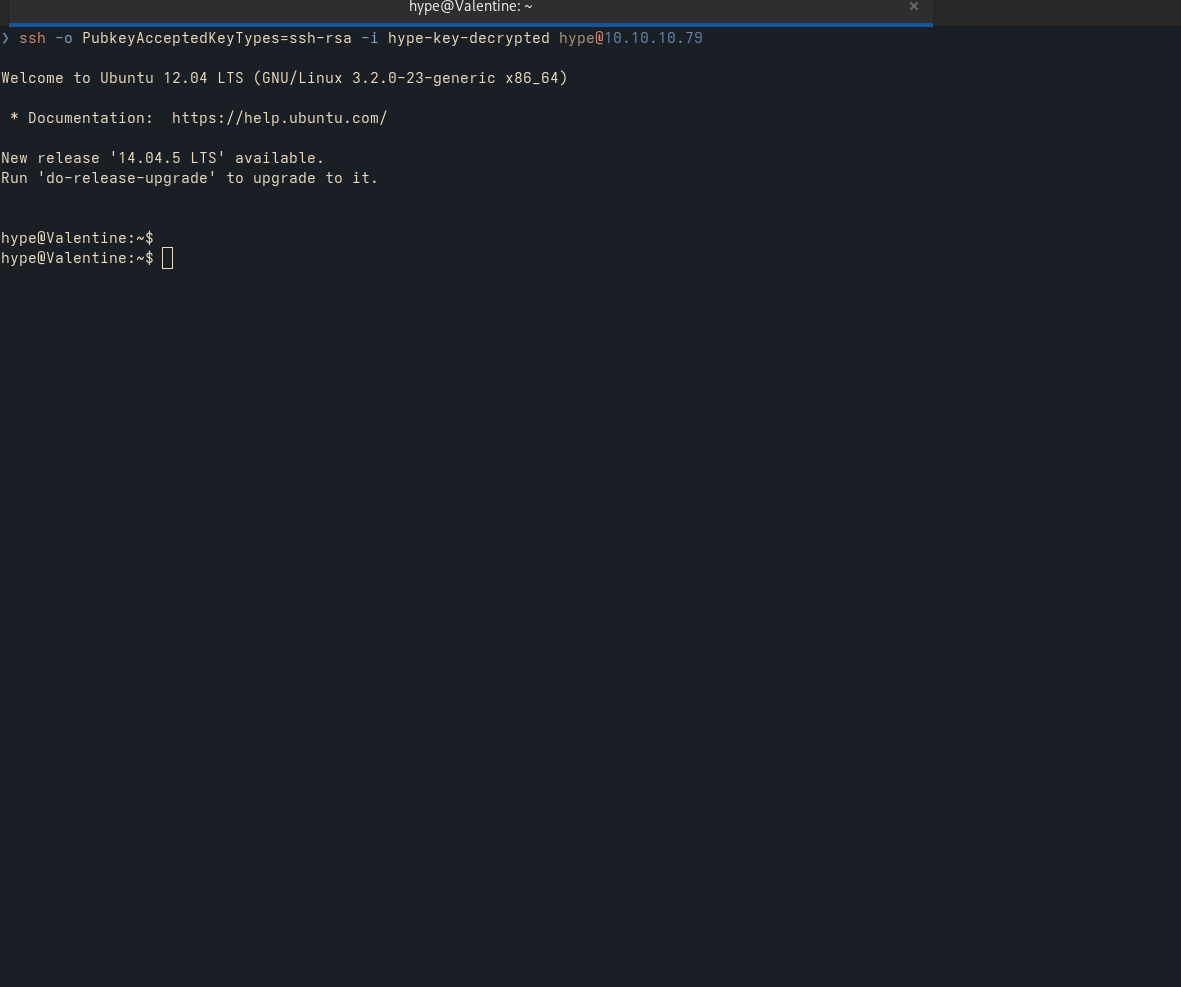 hype@Valentine: ~ ×
❯ ssh -o PubkeyAcceptedKeyTypes=ssh-rsa -i hype-key-decrypted hype@10.10.10.79
Welcome to Ubuntu 12.04 LTS (GNU/Linux 3.2.0-23-generic x86_64)
* Documentation:  https://help.ubuntu.com/
New release '14.04.5 LTS' available.
Run 'do-release-upgrade' to upgrade to it.
hype@Valentine:~$
hype@Valentine:~$